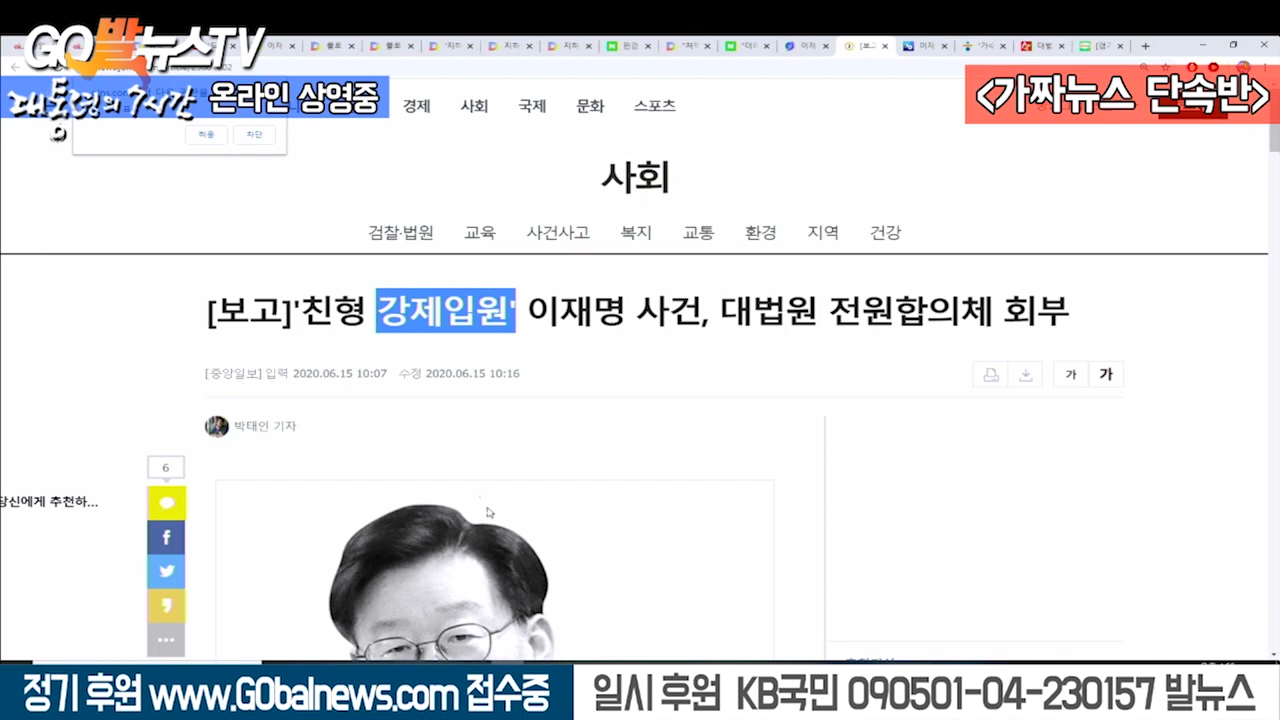 GO발뉴스TV
대통령의 7시간 온라인 상영중
<가짜뉴스 단속반>
허용 차단
경제 사회 국제 문화 스포츠
사회
검찰·법원 교육 사건사고 복지 교통 환경 지역 건강
[보고]'친형 강제입원' 이재명 사건, 대법원 전원합의체 회부
[중앙일보] 입력 2020.06.15 10:07 수정 2020.06.15 10:16
가 가
박태인 기자
6
당신에게 추천하...
정기 후원 www.GObalnews.com 접수중
일시 후원 KB국민 090501-04-230157 발뉴스